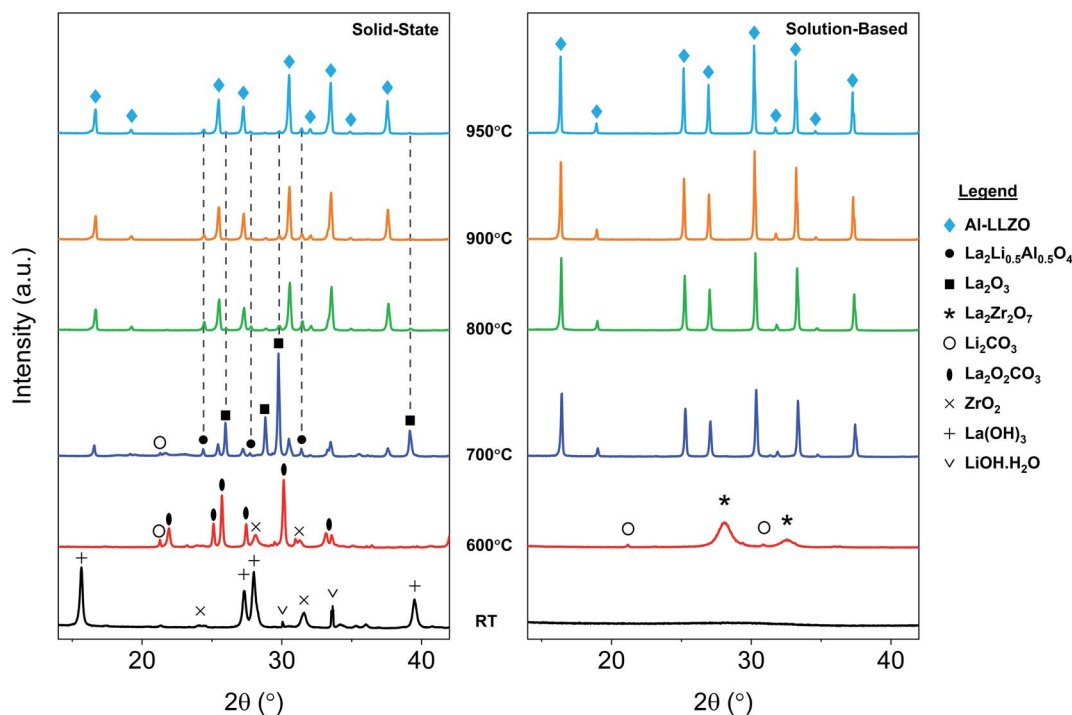 Solid-State
Solution-Based
950°C
900°C
800°C
700°C
600°C
RT
Intensity (a.u.)
20 30 40
20 30 40
2θ (°)
2θ (°)
Legend
Al-LLZO
La₂Li₀.₅Al₀.₅O₄
La₂O₃
La₂Zr₂O₇
Li₂CO₃
La₂O₂CO₃
ZrO₂
La(OH)₃
LiOH.H₂O